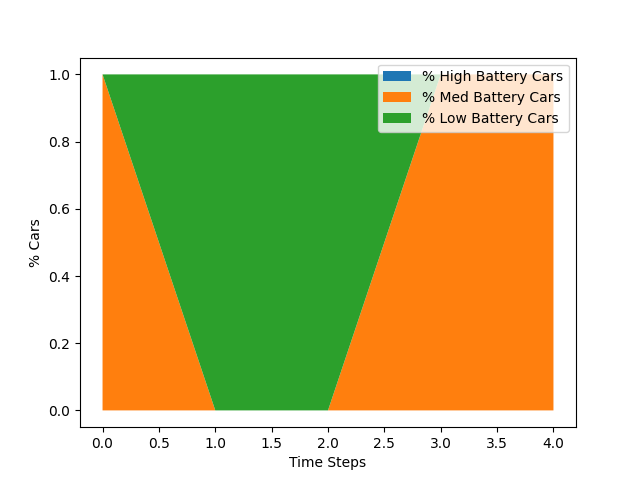 % High Battery Cars
% Med Battery Cars
% Low Battery Cars
1.0
0.8
0.6
0.4
0.2
0.0
% Cars
0.0 0.5 1.0 1.5 2.0 2.5 3.0 3.5 4.0
Time Steps